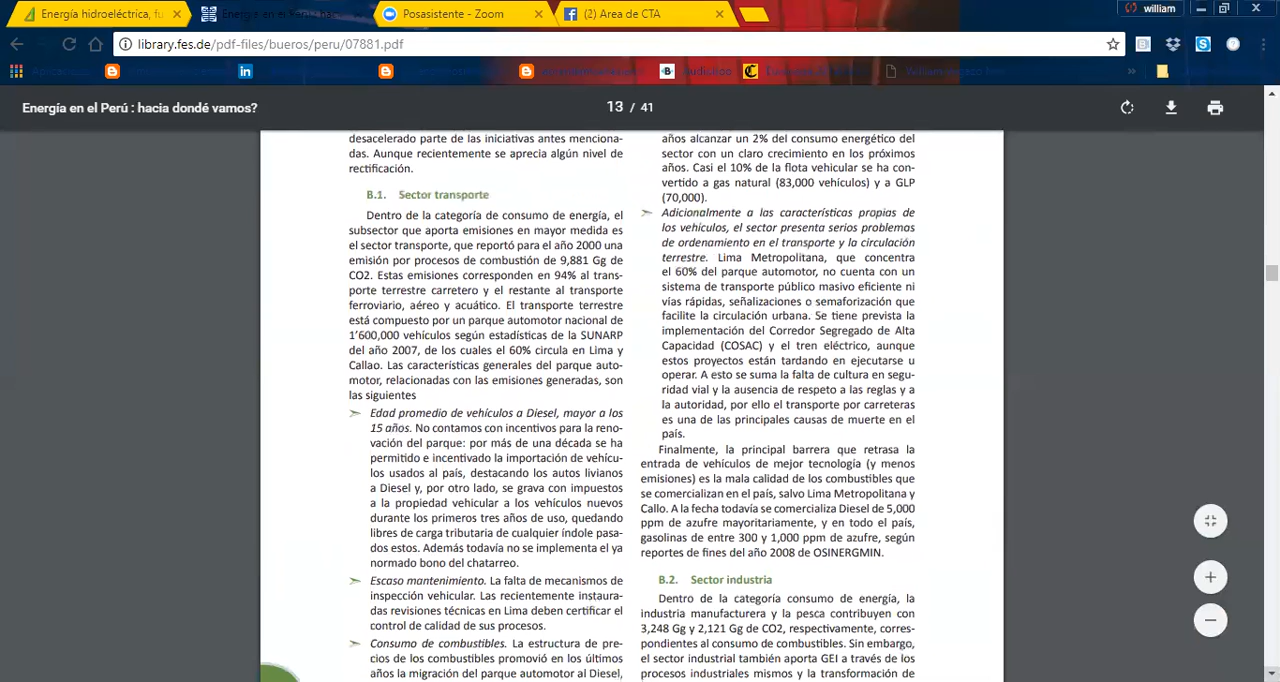 Energía hidroeléctrica, fu
Energía en el Perú: hac
Posasistente - Zoom
(2) Area de CTA
william
library.fes.de/pdf-files/bueros/peru/07881.pdf
Energía en el Perú : hacia dondé vamos?
13 / 41
desacelerado parte de las iniciativas antes menciona-
das. Aunque recientemente se aprecia algún nivel de
rectificación.
B.1. Sector transporte
Dentro de la categoría de consumo de energía, el
subsector que aporta emisiones en mayor medida es
el sector transporte, que reportó para el año 2000 una
emisión por procesos de combustión de 9,881 Gg de
CO2. Estas emisiones corresponden en 94% al trans-
porte terrestre carretero y el restante al transporte
ferroviario, aéreo y acuático. El transporte terrestre
está compuesto por un parque automotor nacional de
1'600,000 vehículos según estadísticas de la SUNARP
del año 2007, de los cuales el 60% circula en Lima y
Callao. Las características generales del parque auto-
motor, relacionadas con las emisiones generadas, son
las siguientes
Edad promedio de vehículos a Diesel, mayor a los
15 años. No contamos con incentivos para la reno-
vación del parque: por más de una década se ha
permitido e incentivado la importación de vehícu-
los usados al país, destacando los autos livianos
a Diesel y, por otro lado, se grava con impuestos
a la propiedad vehicular a los vehículos nuevos
durante los primeros tres años de uso, quedando
libres de carga tributaria de cualquier índole pasa-
dos estos. Además todavía no se implementa el ya
normado bono del chatarreo.
Escaso mantenimiento. La falta de mecanismos de
inspección vehicular. Las recientemente instaura-
das revisiones técnicas en Lima deben certificar el
control de calidad de sus procesos.
Consumo de combustibles. La estructura de pre-
cios de los combustibles promovió en los últimos
años la migración del parque automotor al Diesel,
años alcanzar un 2% del consumo energético del
sector con un claro crecimiento en los próximos
años. Casi el 10% de la flota vehicular se ha con-
vertido a gas natural (83,000 vehículos) y a GLP
(70,000).
Adicionalmente a las características propias de
los vehiculos, el sector presenta serios problemas
de ordenamiento en el transporte y la circulación
terrestre. Lima Metropolitana, que concentra
el 60% del parque automotor, no cuenta con un
sistema de transporte público masivo eficiente ni
vías rápidas, señalizaciones o semaforización que
facilite la circulación urbana. Se tiene prevista la
implementación del Corredor Segregado de Alta
Capacidad (COSAC) y el tren eléctrico, aunque
estos proyectos están tardando en ejecutarse u
operar. A esto se suma la falta de cultura en segu-
ridad vial y la ausencia de respeto a las reglas y a
la autoridad, por ello el transporte por carreteras
es una de las principales causas de muerte en el
país.
Finalmente, la principal barrera que retrasa la
entrada de vehículos de mejor tecnología (y menos
emisiones) es la mala calidad de los combustibles que
se comercializan en el país, salvo Lima Metropolitana y
Callo. A la fecha todavía se comercializa Diesel de 5,000
ppm de azufre mayoritariamente, y en todo el país,
gasolinas de entre 300 y 1,000 ppm de azufre, según
reportes de fines del año 2008 de OSINERGMIN.
B.2. Sector industria
Dentro de la categoría consumo de energía, la
industria manufacturera y la pesca contribuyen con
3,248 Gg y 2,121 Gg de CO2, respectivamente, corres-
pondientes al consumo de combustibles. Sin embargo,
el sector industrial también aporta GEI a través de los
procesos industriales mismos y la transformación de